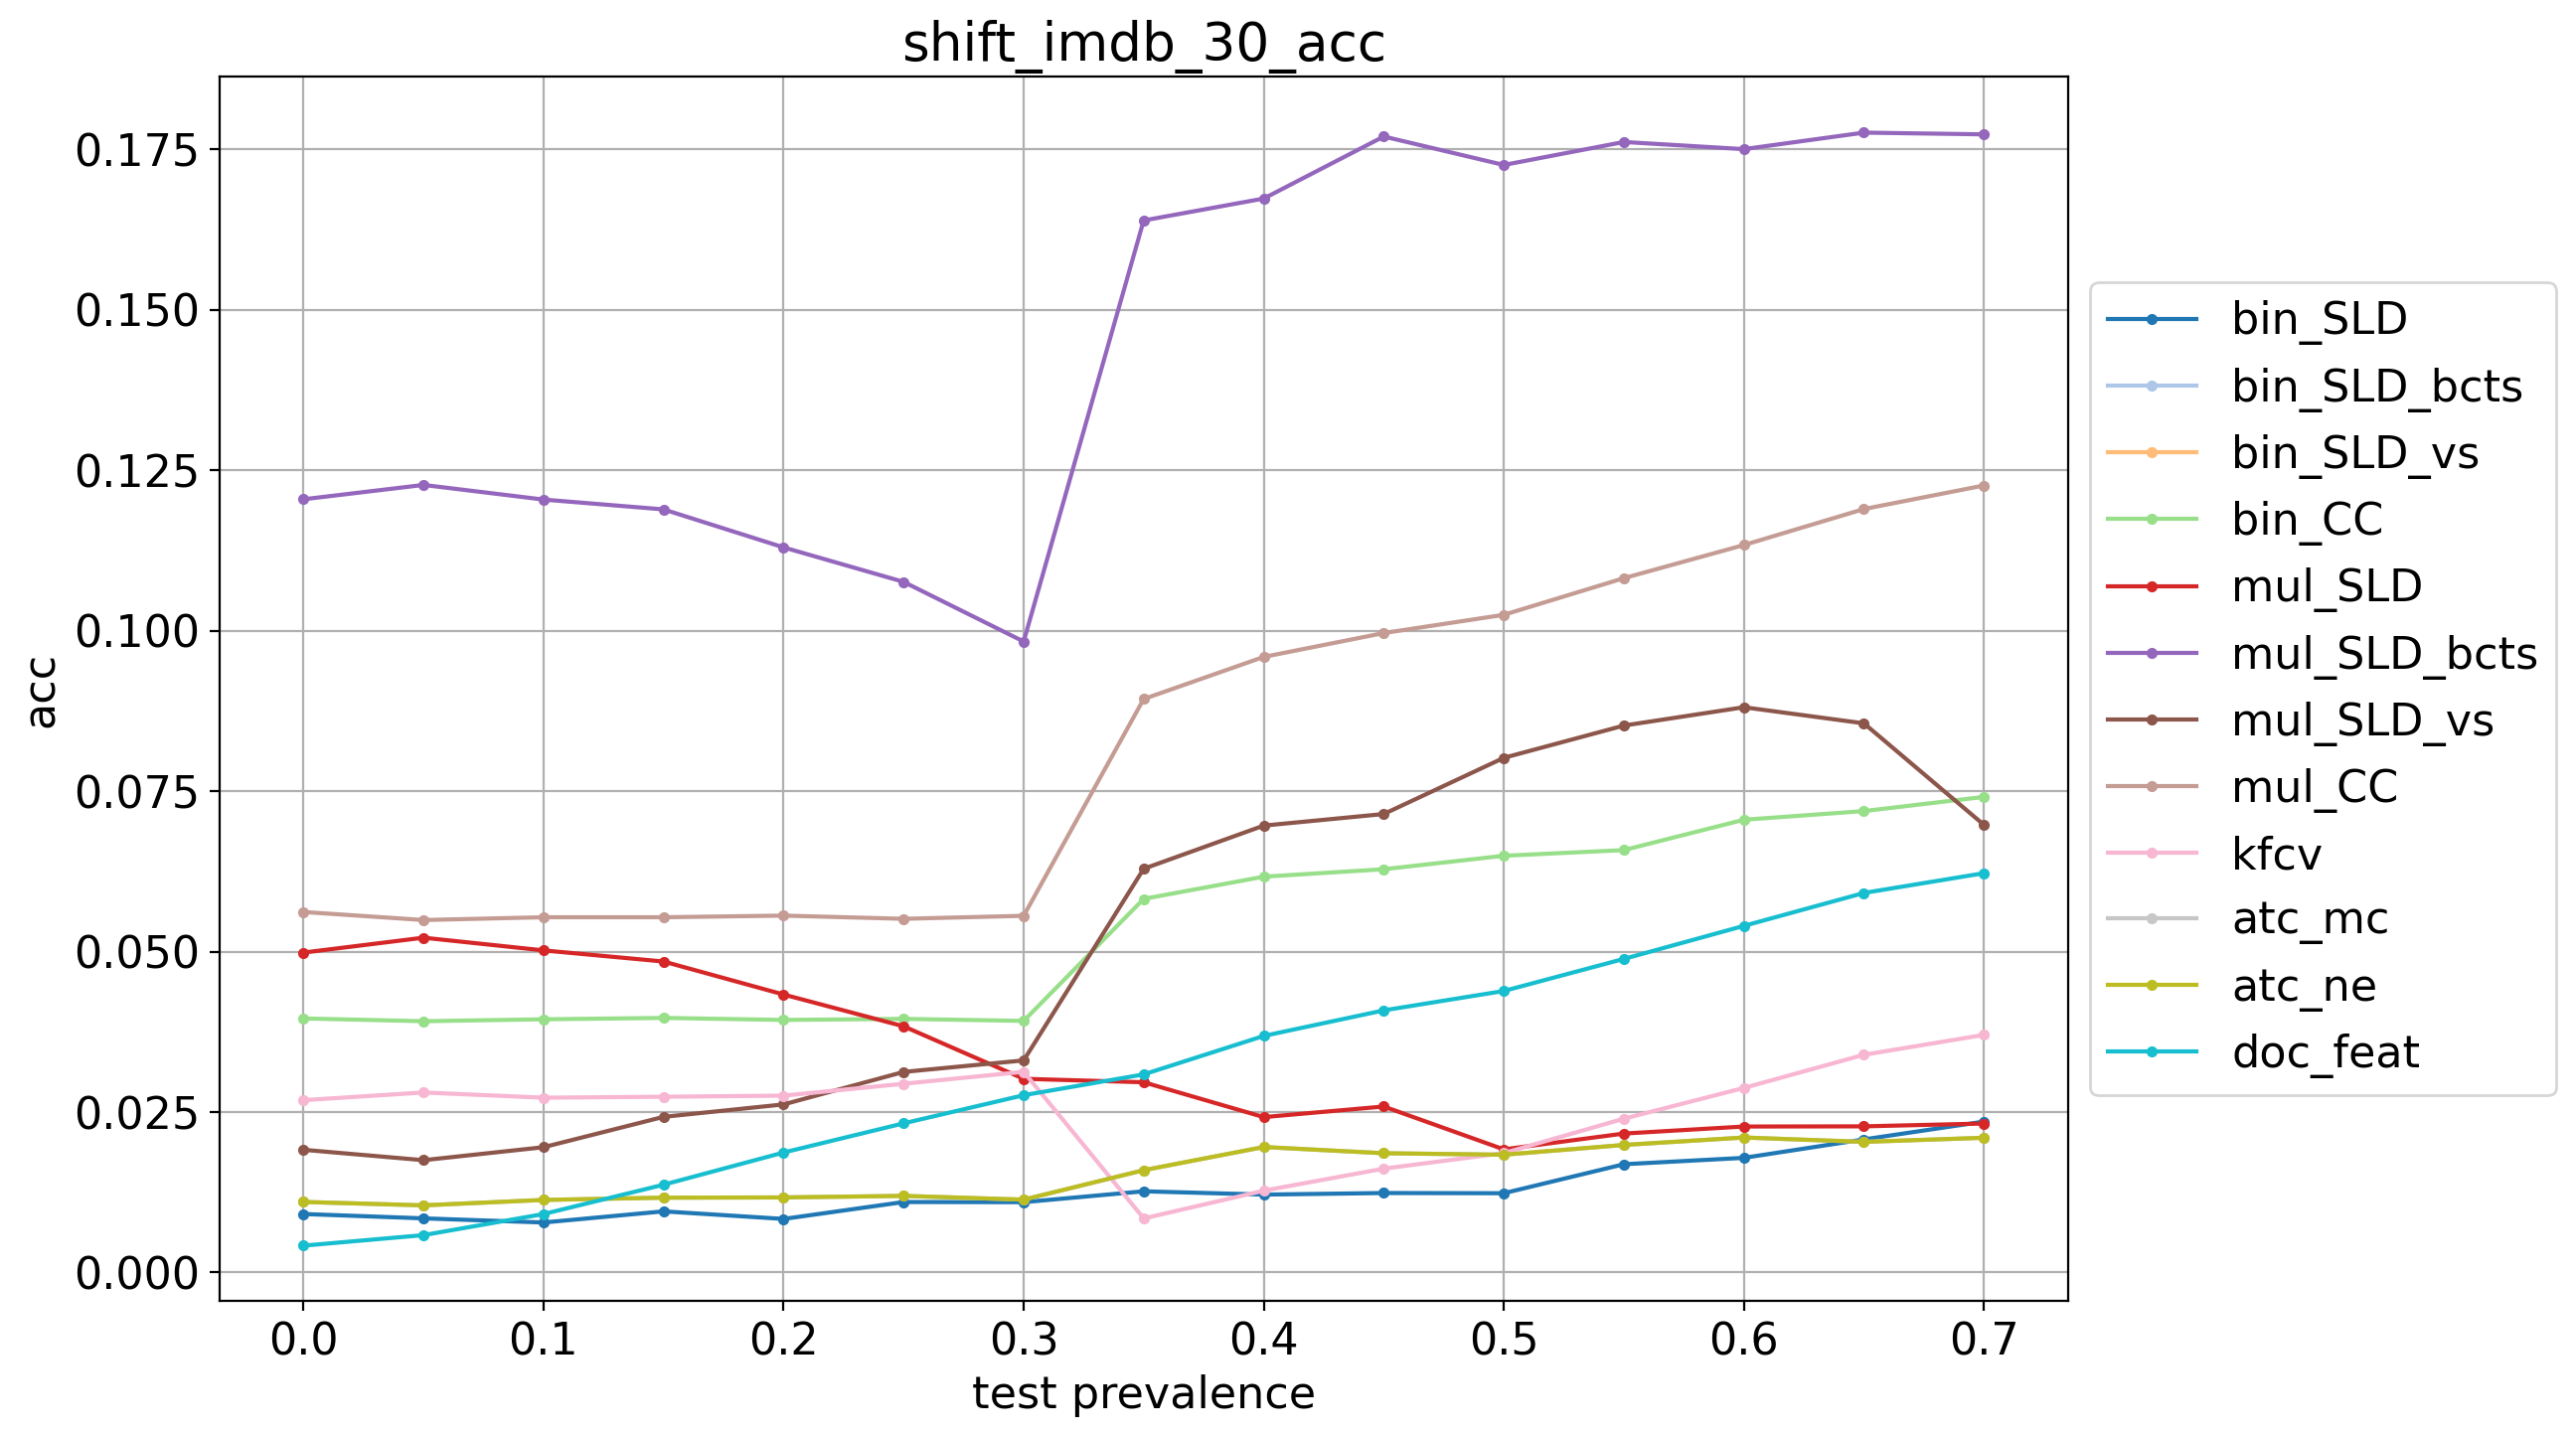 shift_imdb_30_acc
0.175
0.150
0.125
0.100
0.075
0.050
0.025
0.000
acc
0.0 0.1 0.2 0.3 0.4 0.5 0.6 0.7
test prevalence
bin_SLD
bin_SLD_bcts
bin_SLD_vs
bin_CC
mul_SLD
mul_SLD_bcts
mul_SLD_vs
mul_CC
kfcv
atc_mc
atc_ne
doc_feat